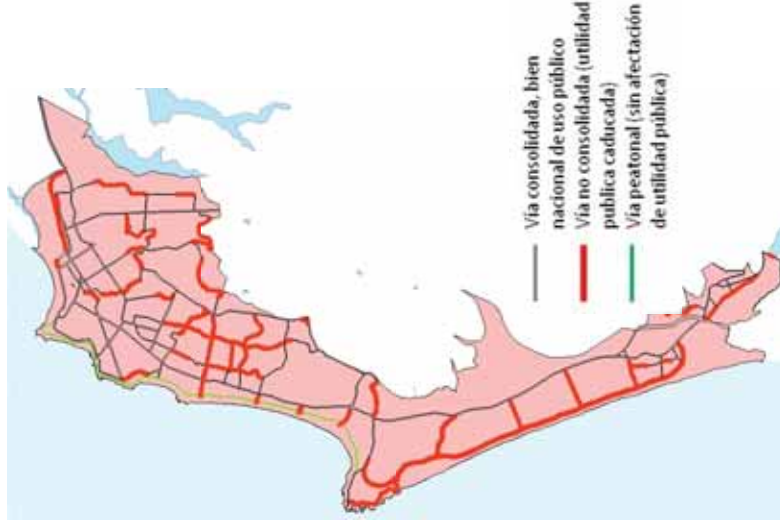 Vía consolidada, bien
nacional de uso público
Vía no consolidada (utilidad
publica caducada)
Vía peatonal (sin afectación
de utilidad pública)